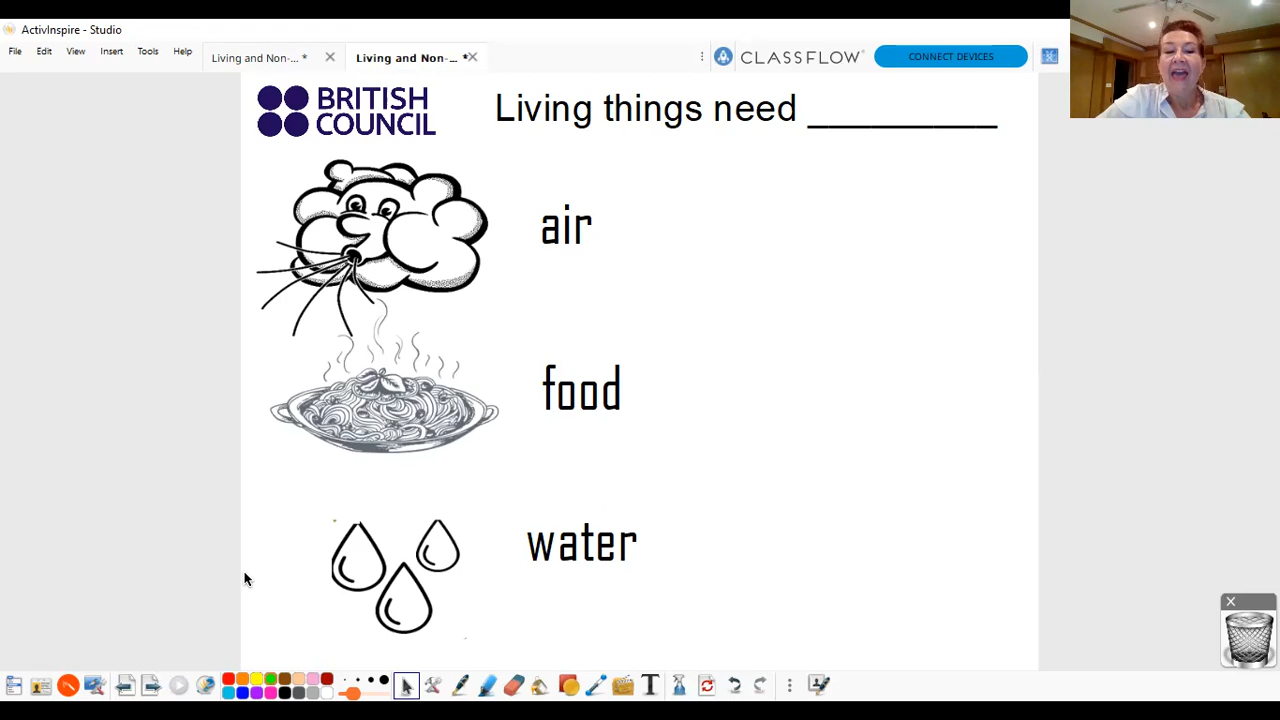 ActivInspire - Studio
File Edit View Insert Tools Help
Living and Non-... *
Living and Non-... *
CLASSFLOW
CONNECT DEVICES
BRITISH
COUNCIL
Living things need __________
air
food
water